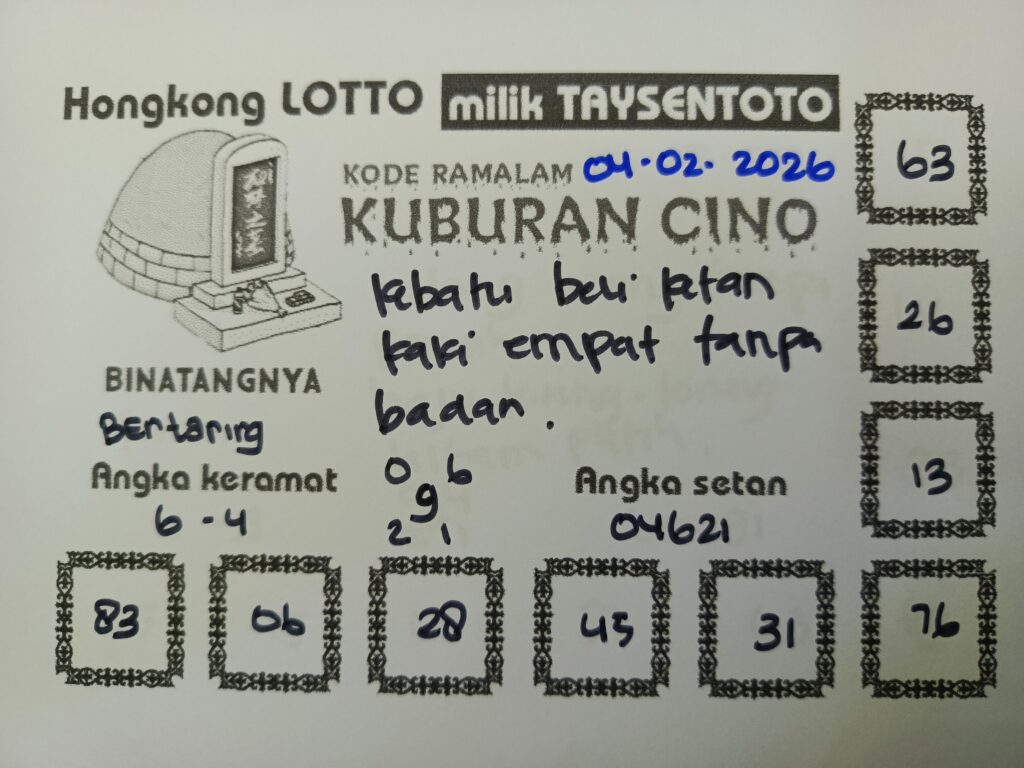 Hongkong LOTTO milik TAYSENTOTO
KODE RAMALAM 04-02-2026
KUBURAN CINO
kebatu beli ketan
kaki empat tanpa
badan.
BINATANGNYA
Bertaring
Angka keramat
6 - 4
0 6
9
2 1
Angka setan
04621
63
26
13
83 06 28 45 31 76